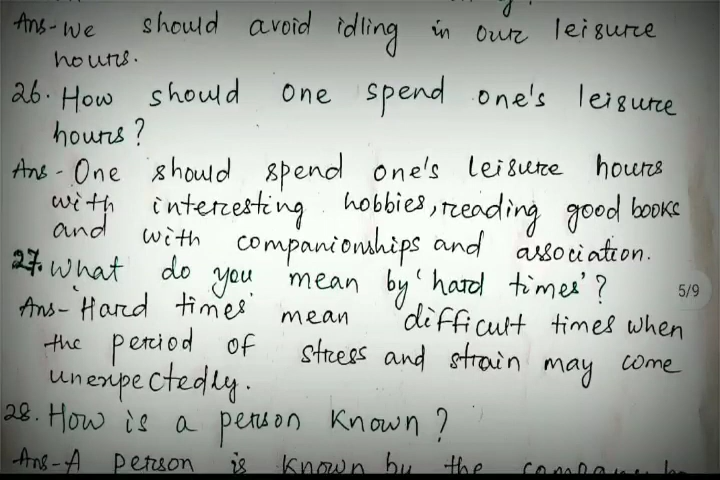 Ans-we should avoid idling in our leisure
hours.
26. How should one spend one's leisure
hours?
Ans - One should spend one's leisure hours
with interesting hobbies, reading good books
and with companionships and association.
27. What do you mean by 'hard times'?
5/9
Ans- Hard times mean difficult times when
the period of stress and strain may come
unexpectedly.
28. How is a person known?
Ans-A person is known by the company